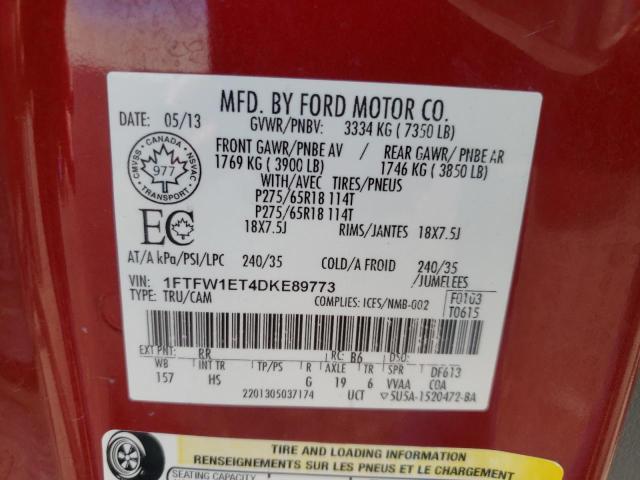 MFD. BY FORD MOTOR CO.
DATE: 05/13
GVWR/PNBV: 3334 KG ( 7350 LB)
FRONT GAWR/PNBE AV
1769 KG ( 3900 LB)
/ REAR GAWR/ PNBE AR
1746 KG ( 3850 LB)
CMVSS • CANADA • NSVAC
977
TRANSPORT
WITH/AVEC TIRES/PNEUS
P275/65R18 114T
P275/65R18 114T
18X7.5J RIMS/JANTES 18X7.5J
EC
AT/A kPa/PSI/LPC 240/35 COLD/A FROID 240/35
/JUMELEES
VIN: 1FTFW1ET4DKE89773
TYPE: TRU/CAM COMPLIES: ICES/NMB-002
F0103
T0615
EXT PNT: RR RC: B6 DSO:
WB INT TR TP/PS R AXLE TR SPR DF613
157 HS G 19 6 VVAA COA
2201305037174 UCT 5U5A-1520472-BA
TIRE AND LOADING INFORMATION
RENSEIGNEMENTS SUR LES PNEUS ET LE CHARGEMENT
SEATING CAPACITY